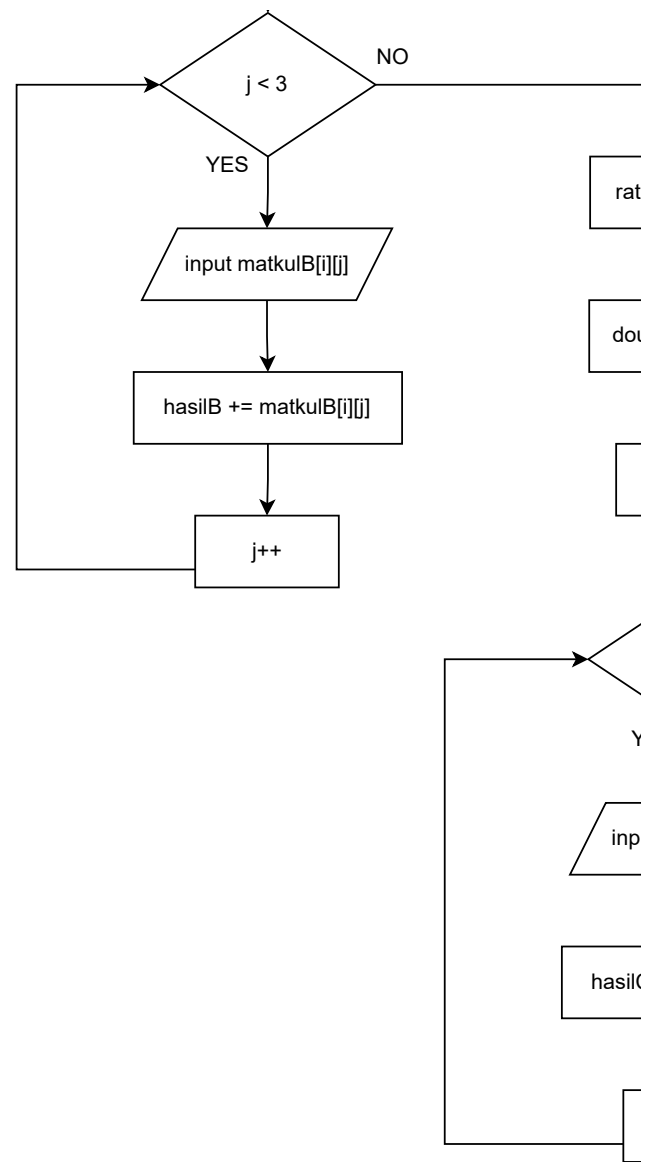 j < 3
NO
YES
input matkulB[i][j]
hasilB += matkulB[i][j]
j++